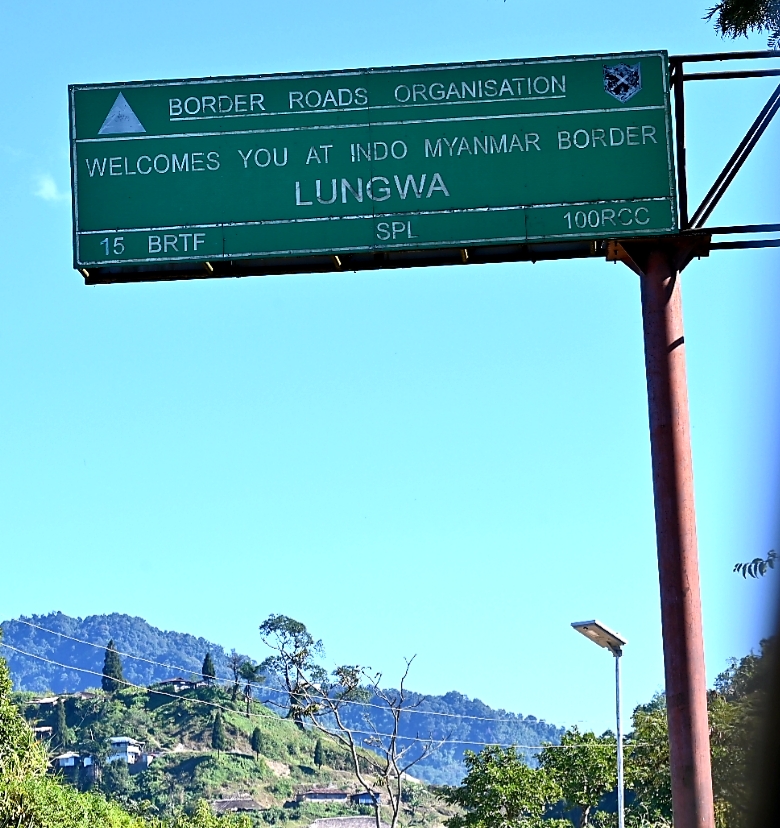 BORDER ROADS ORGANISATION
WELCOMES YOU AT INDO MYANMAR BORDER
LUNGWA
15 BRTF SPL 100RCC